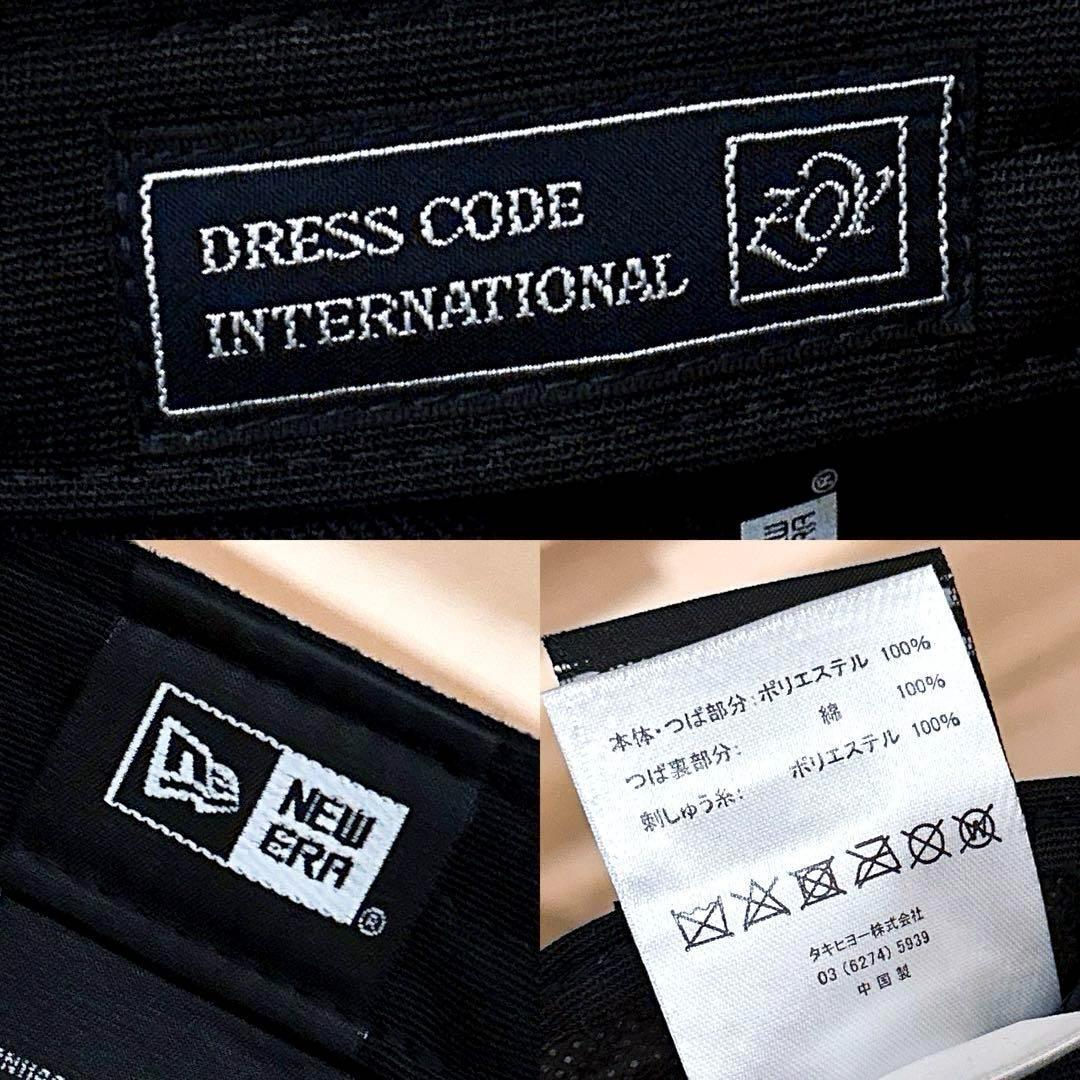 DRESS CODE
INTERNATIONAL
ZOY
NEW
ERA
®
本体・つば部分:ポリエステル 100%
つば裏部分: 綿 100%
刺しゅう糸: ポリエステル 100%
タキヒヨー株式会社
03 (6274) 5939
中国製